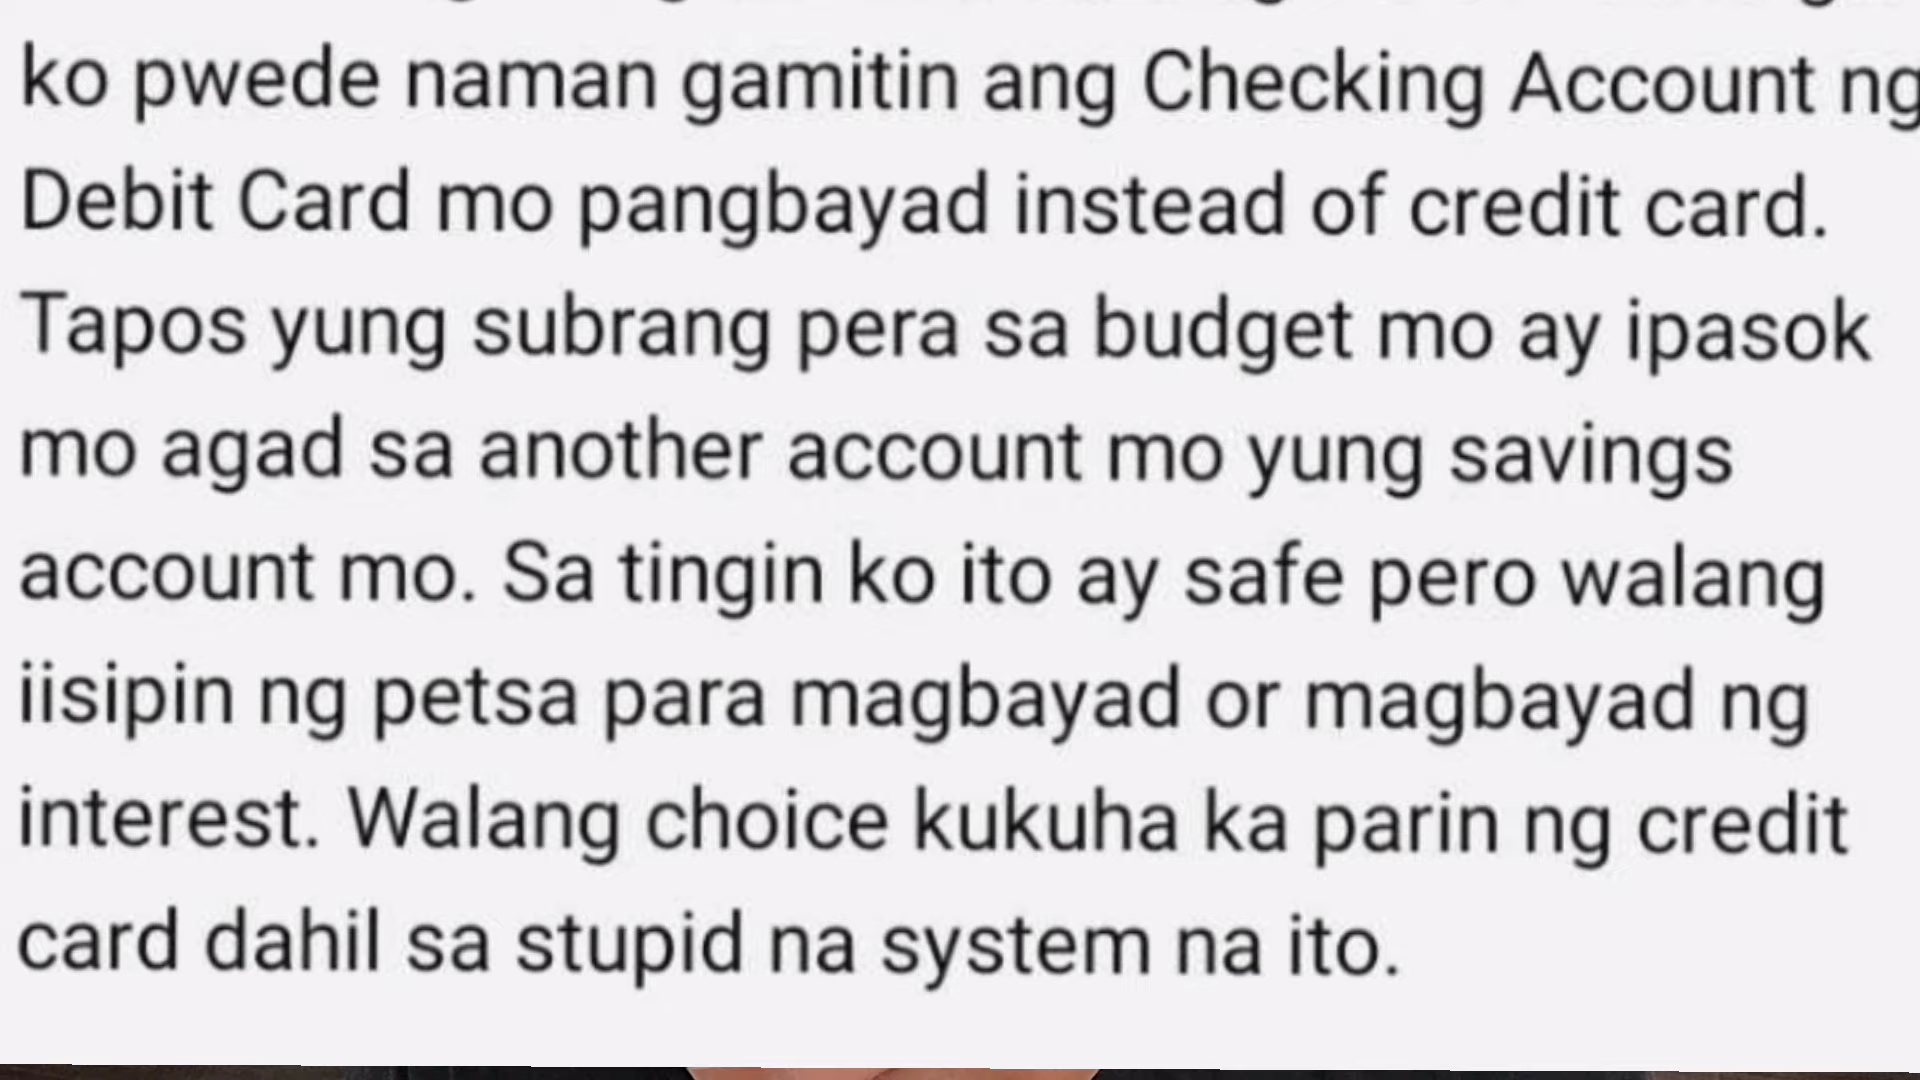 ko pwede naman gamitin ang Checking Account ng
Debit Card mo pangbayad instead of credit card.
Tapos yung subrang pera sa budget mo ay ipasok
mo agad sa another account mo yung savings
account mo. Sa tingin ko ito ay safe pero walang
iisipin ng petsa para magbayad or magbayad ng
interest. Walang choice kukuha ka parin ng credit
card dahil sa stupid na system na ito.